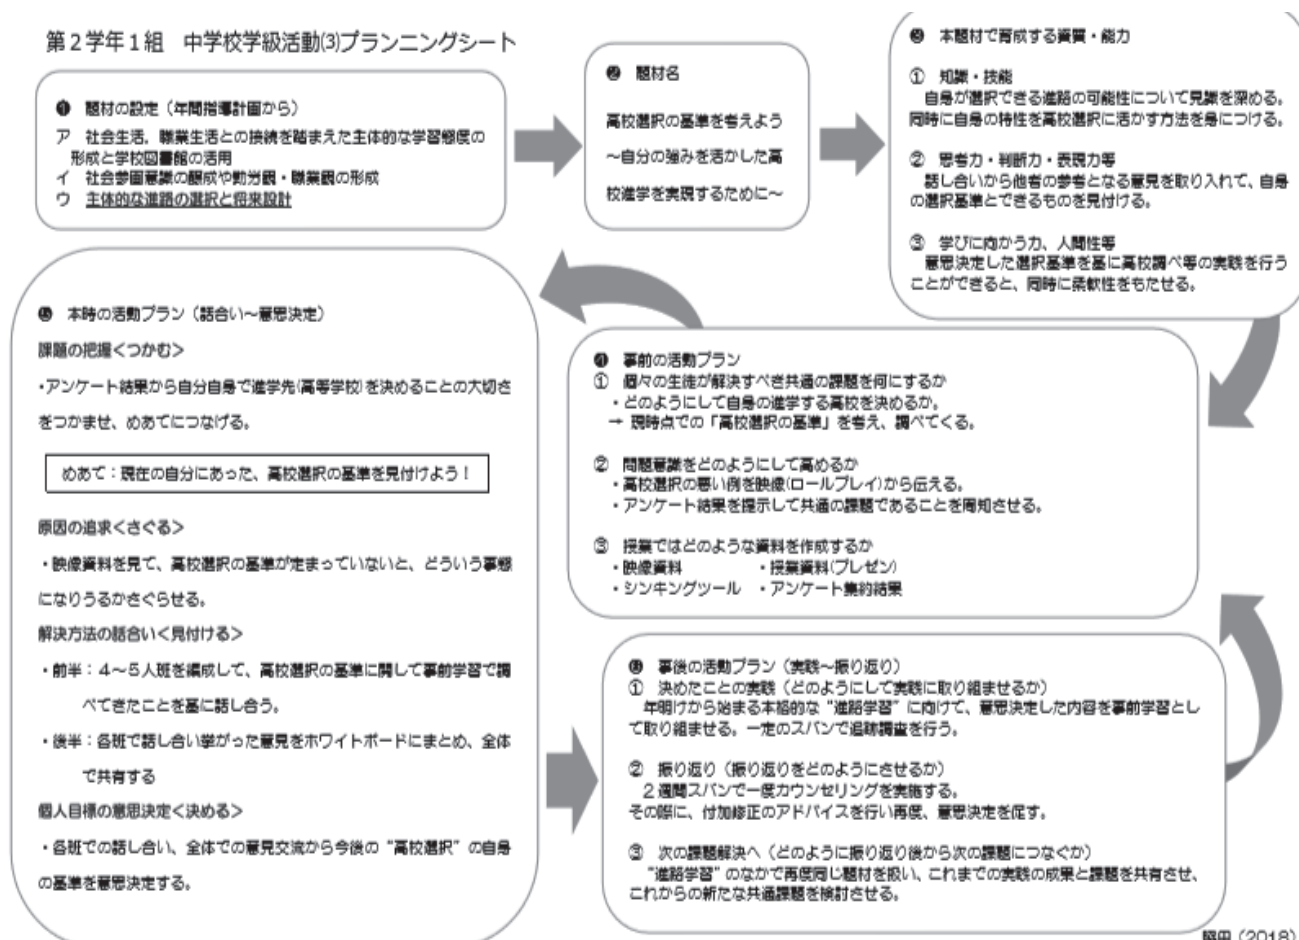 第2学年1組　中学校学級活動⑶プランニングシート
❶　題材の設定（年間指導計画から）
ア　社会生活，職業生活との接続を踏まえた主体的な学習態度の
形成と学校図書館の活用
イ　社会参画意識の醸成や勤労観・職業観の形成
ウ　主体的な進路の選択と将来設計
❷　題材名
高校選択の基準を考えよう
～自分の強みを活かした高
校進学を実現するために～
❸　本題材で育成する資質・能力
①　知識・技能
自身が選択できる進路の可能性について見識を深める。
同時に自身の特性を高校選択に活かす方法を身につける。
②　思考力・判断力・表現力等
話し合いから他者の参考となる意見を取り入れて、自身
の選択基準とできるものを見付ける。
③　学びに向かう力、人間性等
意思決定した選択基準を基に高校調べ等の実践を行う
ことができると、同時に柔軟性をもたせる。
❹　事前の活動プラン
①　個々の生徒が解決すべき共通の課題を何にするか
・どのようにして自身の進学する高校を決めるか。
→　現時点での「高校選択の基準」を考え、調べてくる。
②　問題意識をどのようにして高めるか
・高校選択の悪い例を映像(ロールプレイ)から伝える。
・アンケート結果を提示して共通の課題であることを周知させる。
③　授業ではどのような資料を作成するか
・映像資料　　　　・授業資料(プレゼン)
・シンキングツール　・アンケート集約結果
❺　本時の活動プラン（話合い～意思決定）
課題の把握<つかむ>
・アンケート結果から自分自身で進学先(高等学校)を決めることの大切さ
をつかませ、めあてにつなげる。
めあて：現在の自分にあった、高校選択の基準を見付けよう！
原因の追求<さぐる>
・映像資料を見て、高校選択の基準が定まっていないと、どういう事態
になりうるかさぐらせる。
解決方法の話合い<見付ける>
・前半：４～５人班を編成して、高校選択の基準に関して事前学習で調
べてきたことを基に話し合う。
・後半：各班で話し合い挙がった意見をホワイトボードにまとめ、全体
で共有する
個人目標の意思決定<決める>
・各班での話し合い、全体での意見交流から今後の“高校選択”の自身
の基準を意思決定する。
❻　事後の活動プラン（実践～振り返り）
①　決めたことの実践（どのようにして実践に取り組ませるか）
年明けから始まる本格的な“進路学習”に向けて、意思決定した内容を事前学習とし
て取り組ませる。一定のスパンで追跡調査を行う。
②　振り返り（振り返りをどのようにさせるか）
２週間スパンで一度カウンセリングを実施する。
その際に、付加修正のアドバイスを行い再度、意思決定を促す。
③　次の課題解決へ（どのように振り返り後から次の課題につなぐか）
“進路学習”のなかで再度同じ題材を扱い、これまでの実践の成果と課題を共有させ、
これからの新たな共通課題を検討させる。
(2018)